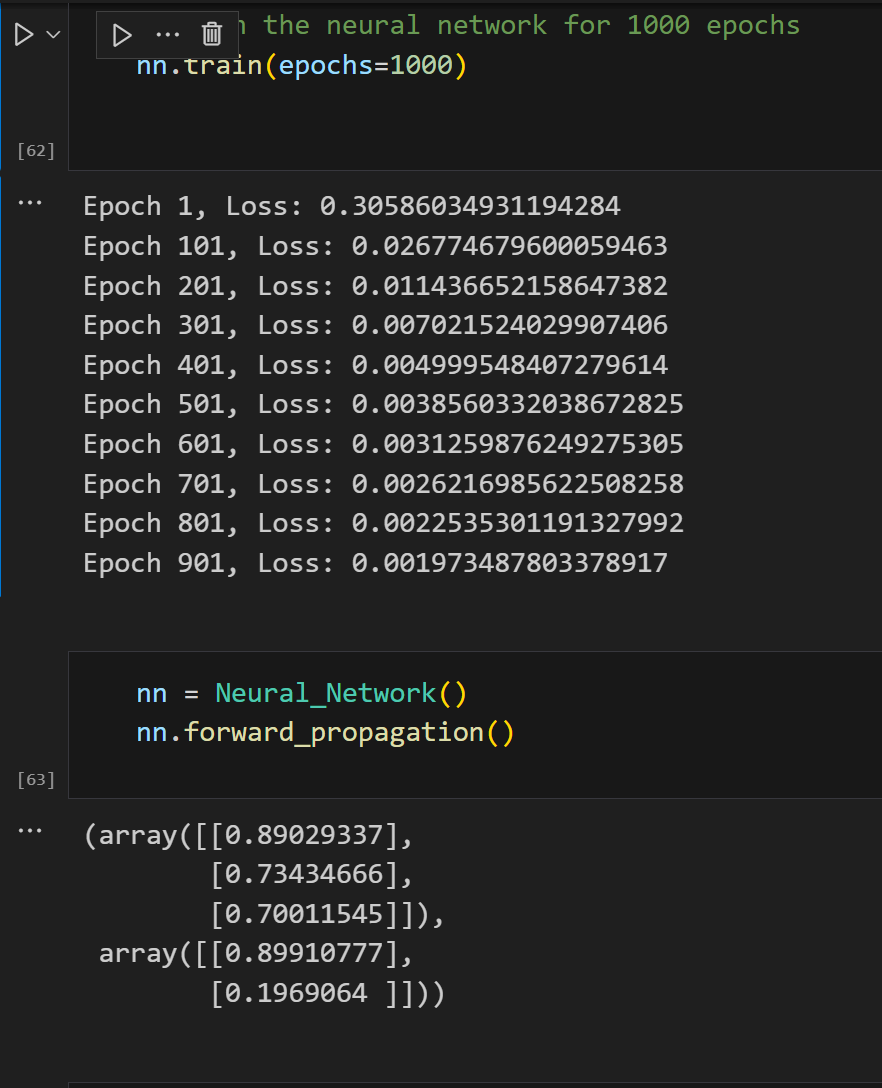 the neural network for 1000 epochs
nn.train(epochs=1000)
[62]
Epoch 1, Loss: 0.30586034931194284
Epoch 101, Loss: 0.026774679600059463
Epoch 201, Loss: 0.011436652158647382
Epoch 301, Loss: 0.007021524029907406
Epoch 401, Loss: 0.004999548407279614
Epoch 501, Loss: 0.0038560332038672825
Epoch 601, Loss: 0.0031259876249275305
Epoch 701, Loss: 0.0026216985622508258
Epoch 801, Loss: 0.0022535301191327992
Epoch 901, Loss: 0.001973487803378917
nn = Neural_Network()
nn.forward_propagation()
[63]
(array([[0.89029337],
[0.73434666],
[0.70011545]]),
array([[0.89910777],
[0.1969064 ]]))